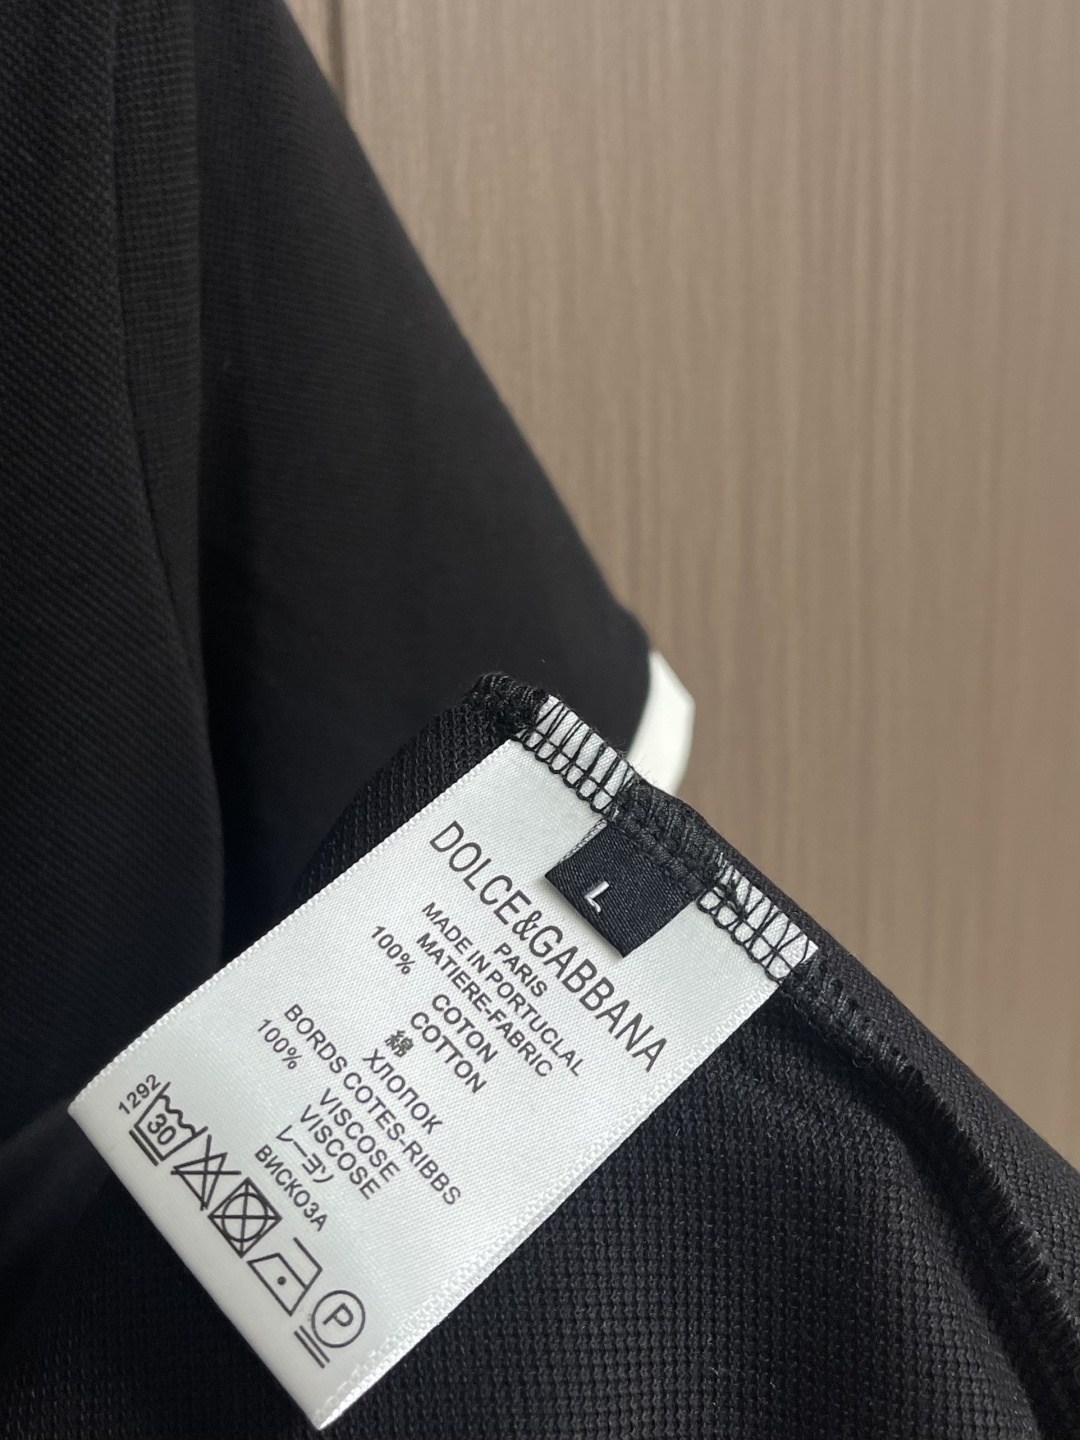 L
DOLCE&GABBANA
PARIS
MADE IN PORTUCLAL
MATIERE-FABRIC
100%
COTON
COTTON
綿
ХЛОПОК
BORDS COTES-RIBBS
100%
VISCOSE
VISCOSE
レーヨン
ВИСКОЗА
1292
30
P